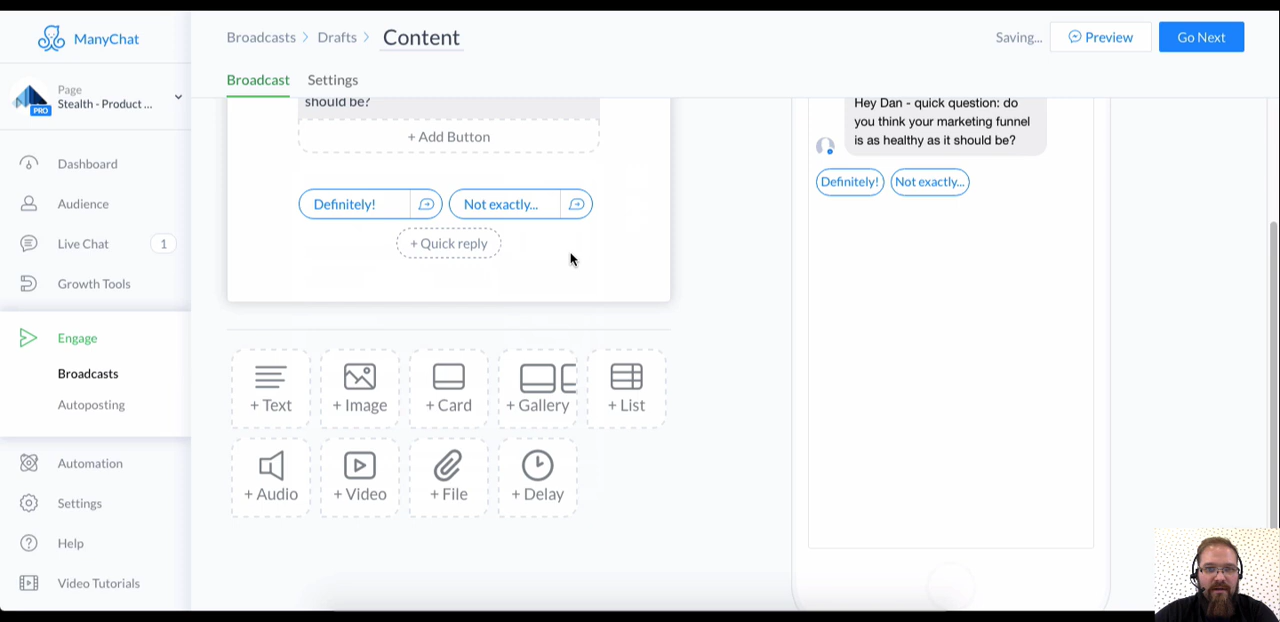 ManyChat
Page
Stealth - Product ...
PRO
Dashboard
Audience
Live Chat 1
Growth Tools
Engage
Broadcasts
Autoposting
Automation
Settings
Help
Video Tutorials
Broadcasts > Drafts > Content
Saving...
Preview
Go Next
Broadcast Settings
should be?
+ Add Button
Definitely! Not exactly...
+ Quick reply
+ Text + Image + Card + Gallery + List
+ Audio + Video + File + Delay
Hey Dan - quick question: do
you think your marketing funnel
is as healthy as it should be?
Definitely! Not exactly...